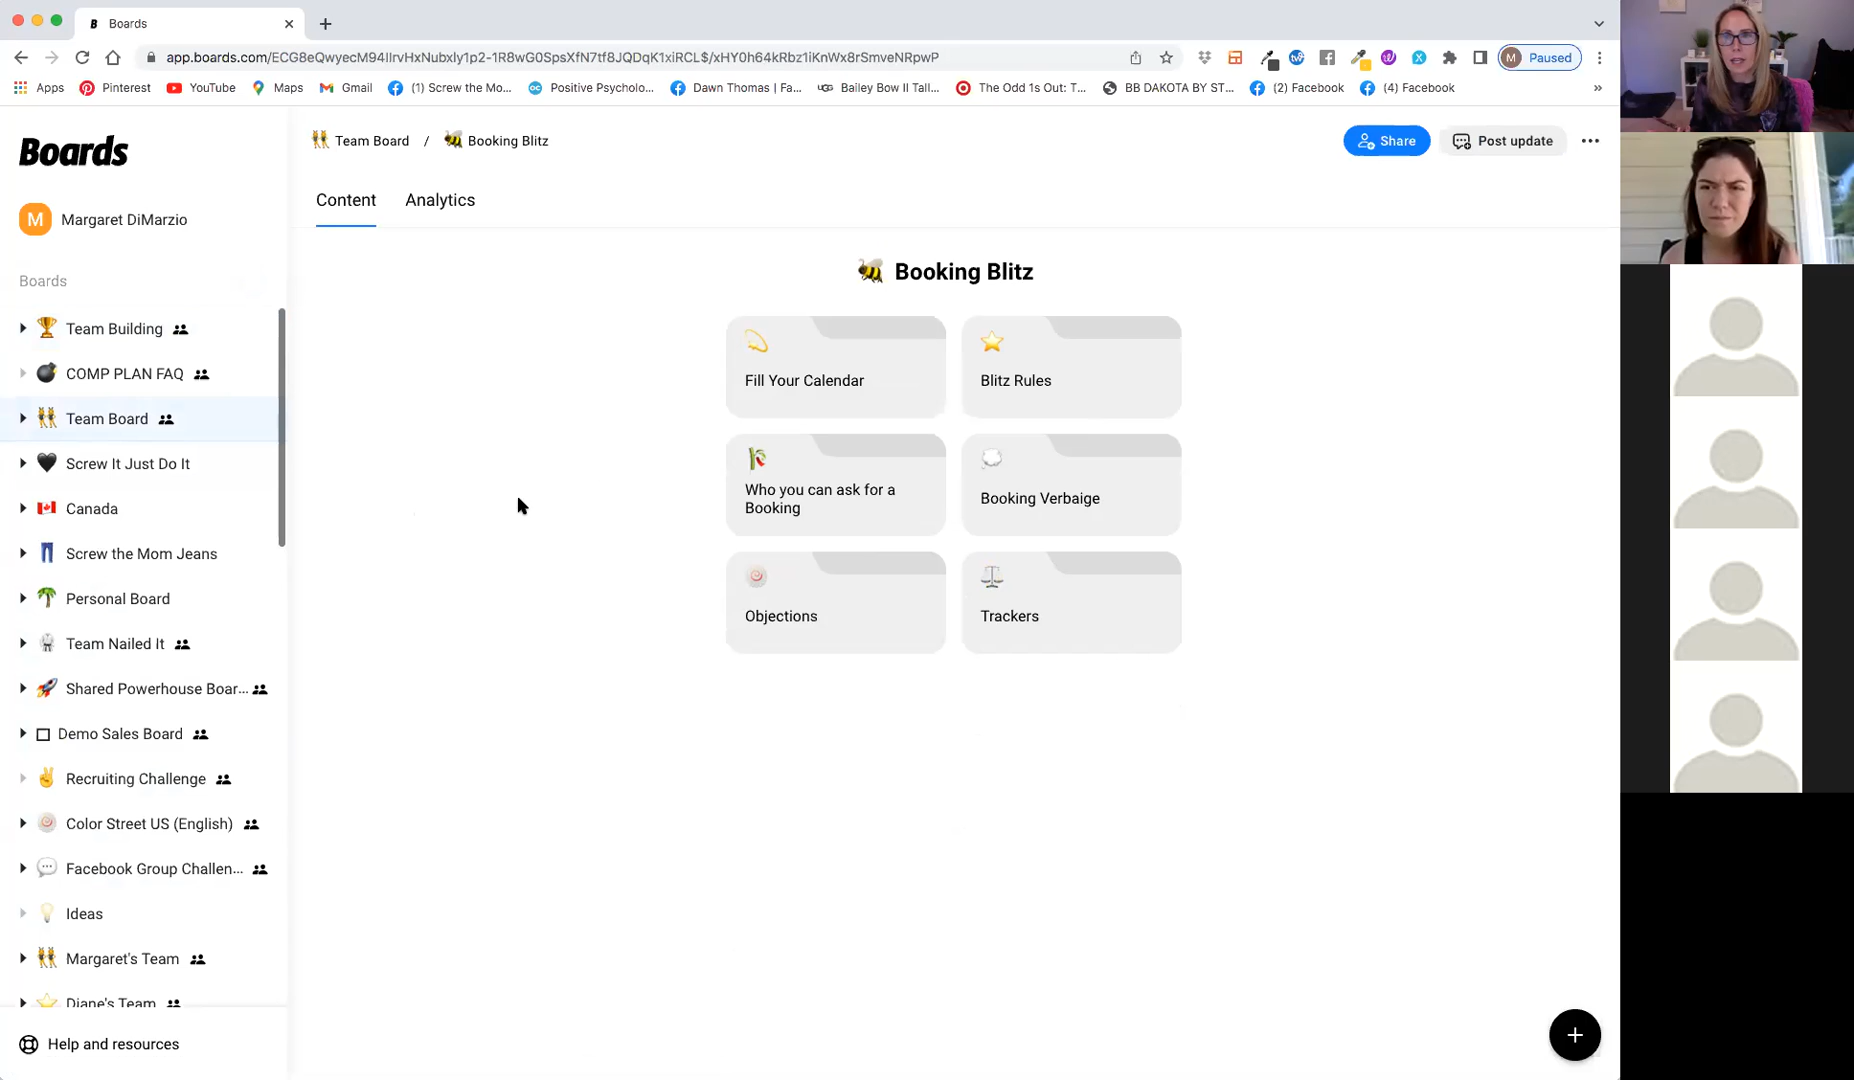 Boards
app.boards.com/ECG8eQwyecM94IIrvHxNubxly1p2-1R8wG0SpsXfN7tf8JQDqK1xiRCL$/xHY0h64kRbz1iKnWx8rSmveNRpwP
M Paused
Apps Pinterest YouTube Maps Gmail (1) Screw the Mo... Positive Psycholo... Dawn Thomas | Fa... Bailey Bow II Tall... The Odd 1s Out: T... BB DAKOTA BY ST... (2) Facebook (4) Facebook »
Boards
M Margaret DiMarzio
Boards
Team Building
COMP PLAN FAQ
Team Board
Screw It Just Do It
Canada
Screw the Mom Jeans
Personal Board
Team Nailed It
Shared Powerhouse Boar...
Demo Sales Board
Recruiting Challenge
Color Street US (English)
Facebook Group Challen...
Ideas
Margaret's Team
Diane's Team
Help and resources
Team Board / Booking Blitz
Share Post update
Content Analytics
Booking Blitz
Fill Your Calendar
Blitz Rules
Who you can ask for a
Booking
Booking Verbaige
Objections
Trackers